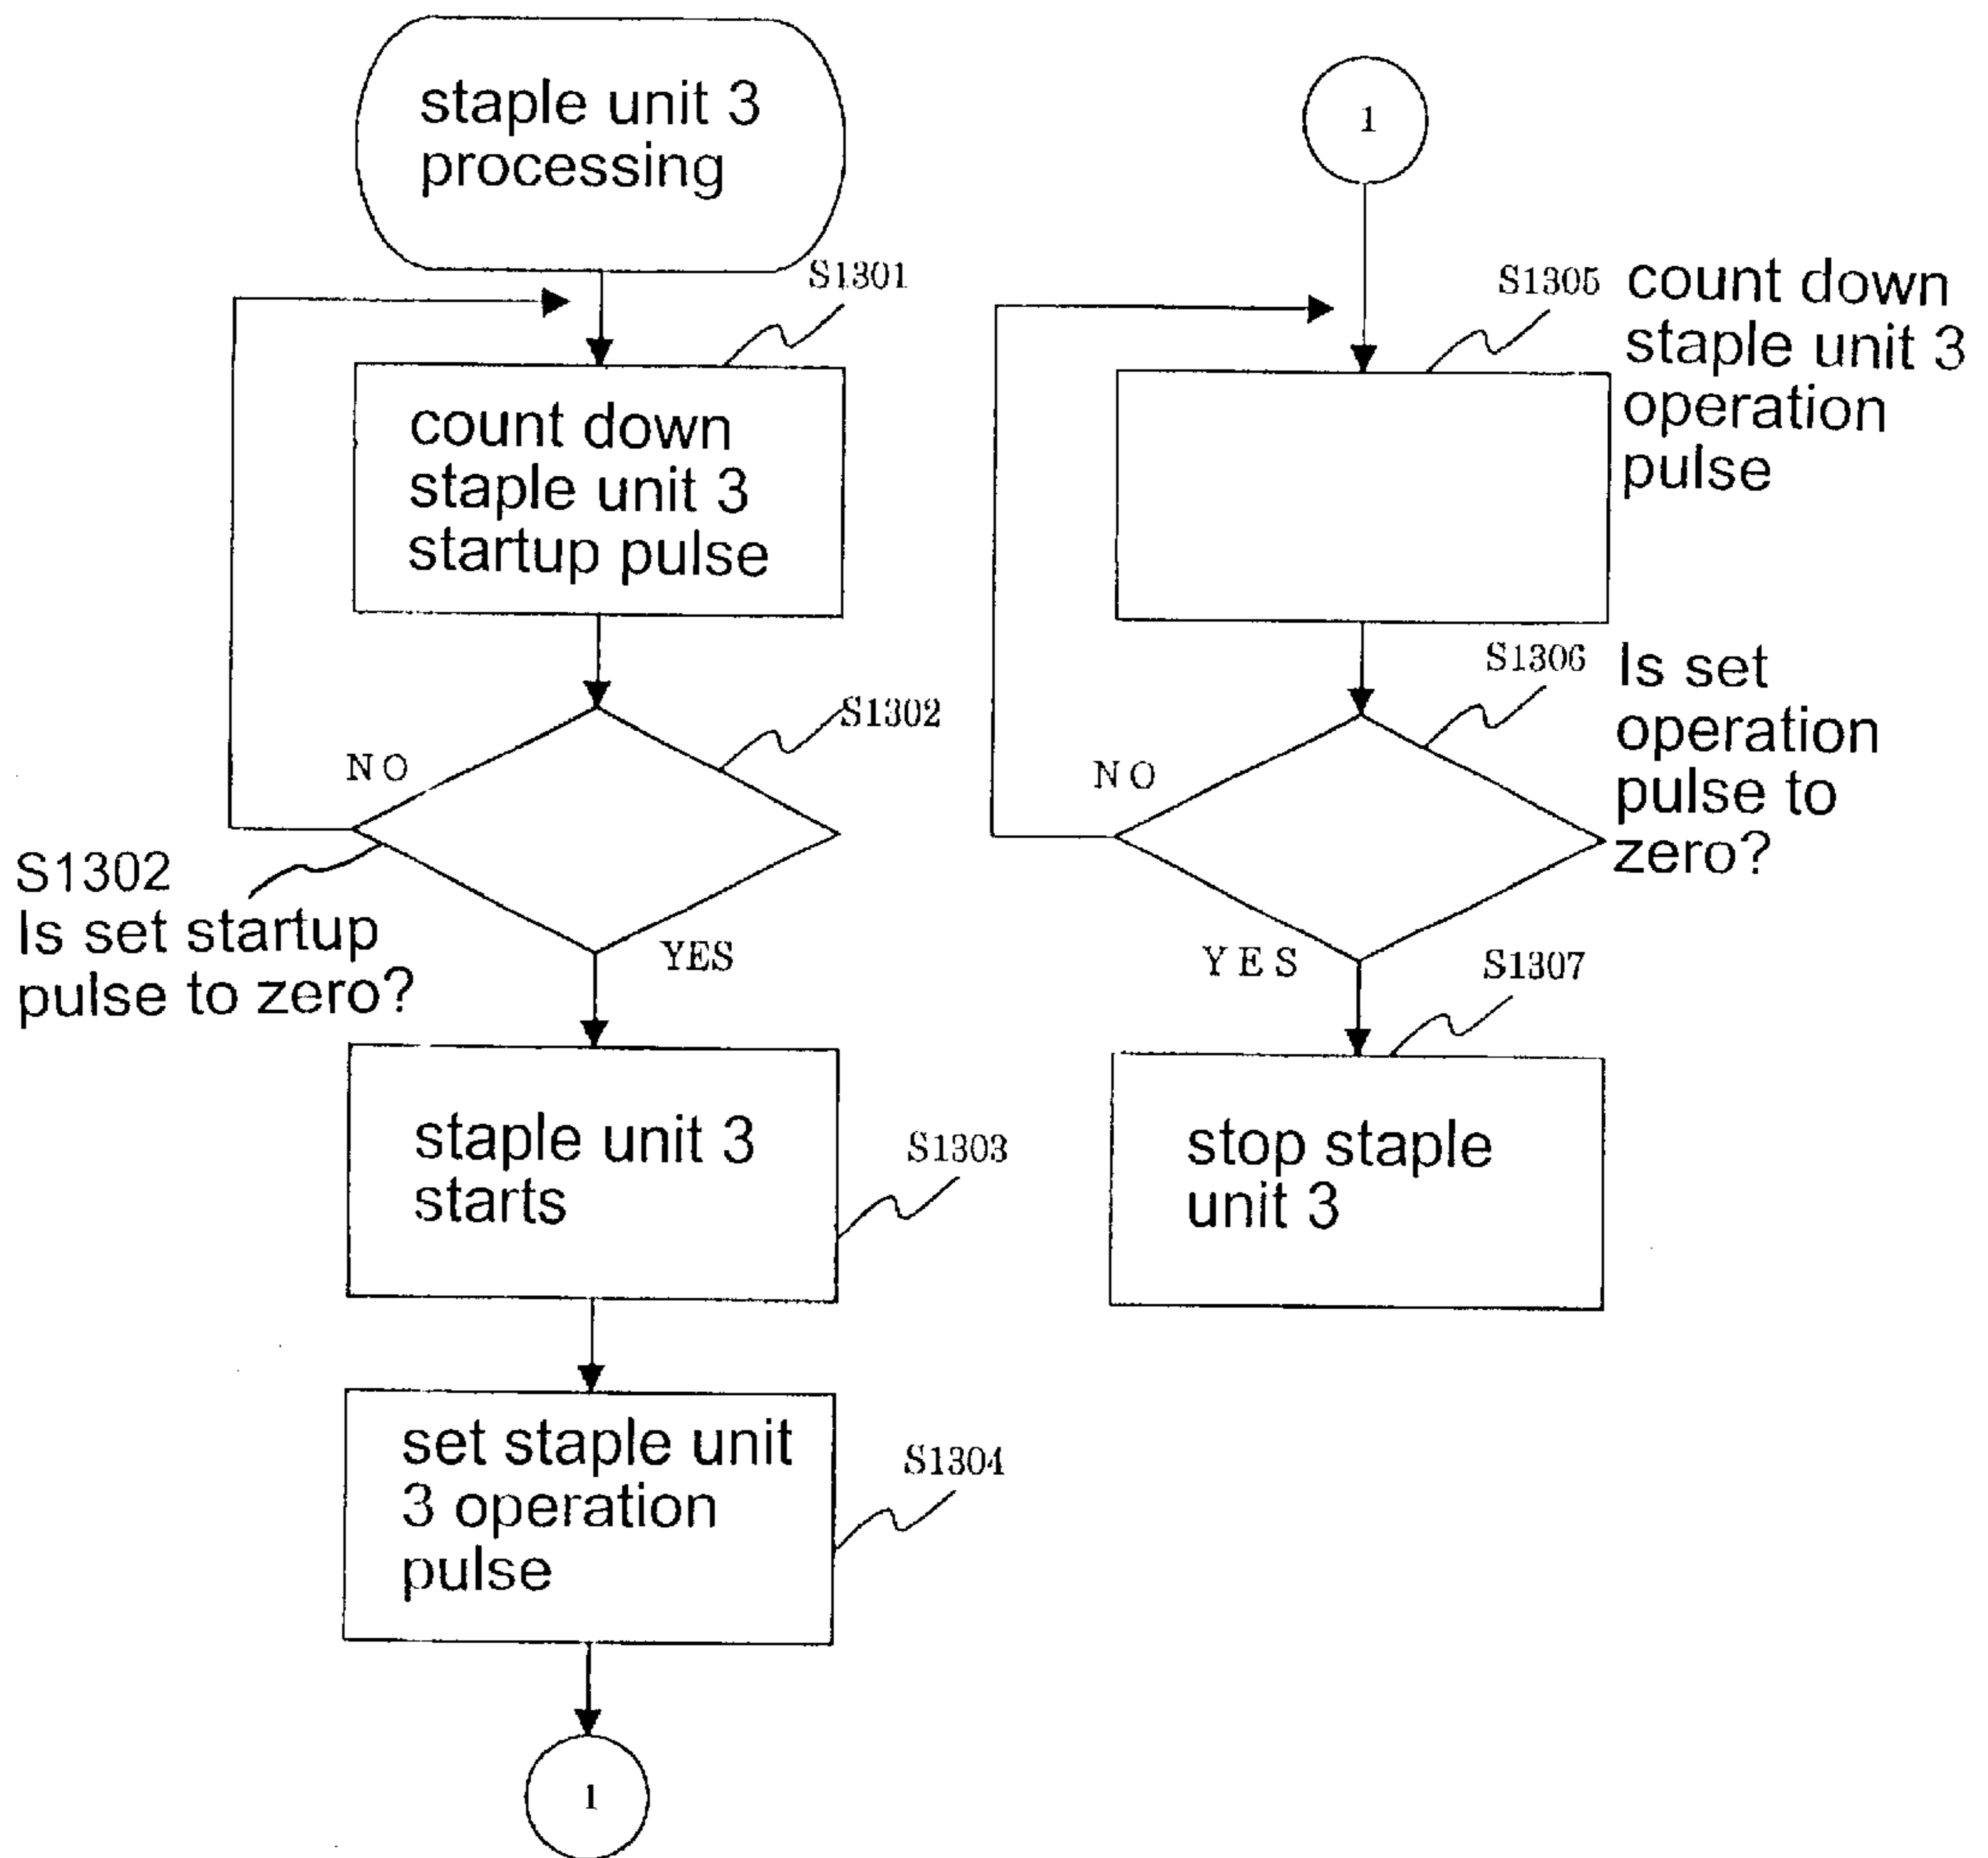 staple unit 3
processing
S1301
count down
staple unit 3
startup pulse
S1302
NO
S1302
Is set startup
pulse to zero?
YES
staple unit 3
starts
S1303
set staple unit
3 operation
pulse
S1304
1
1
S1305
count down
staple unit 3
operation
pulse
S1306
Is set
operation
pulse to
zero?
NO
YES
S1307
stop staple
unit 3